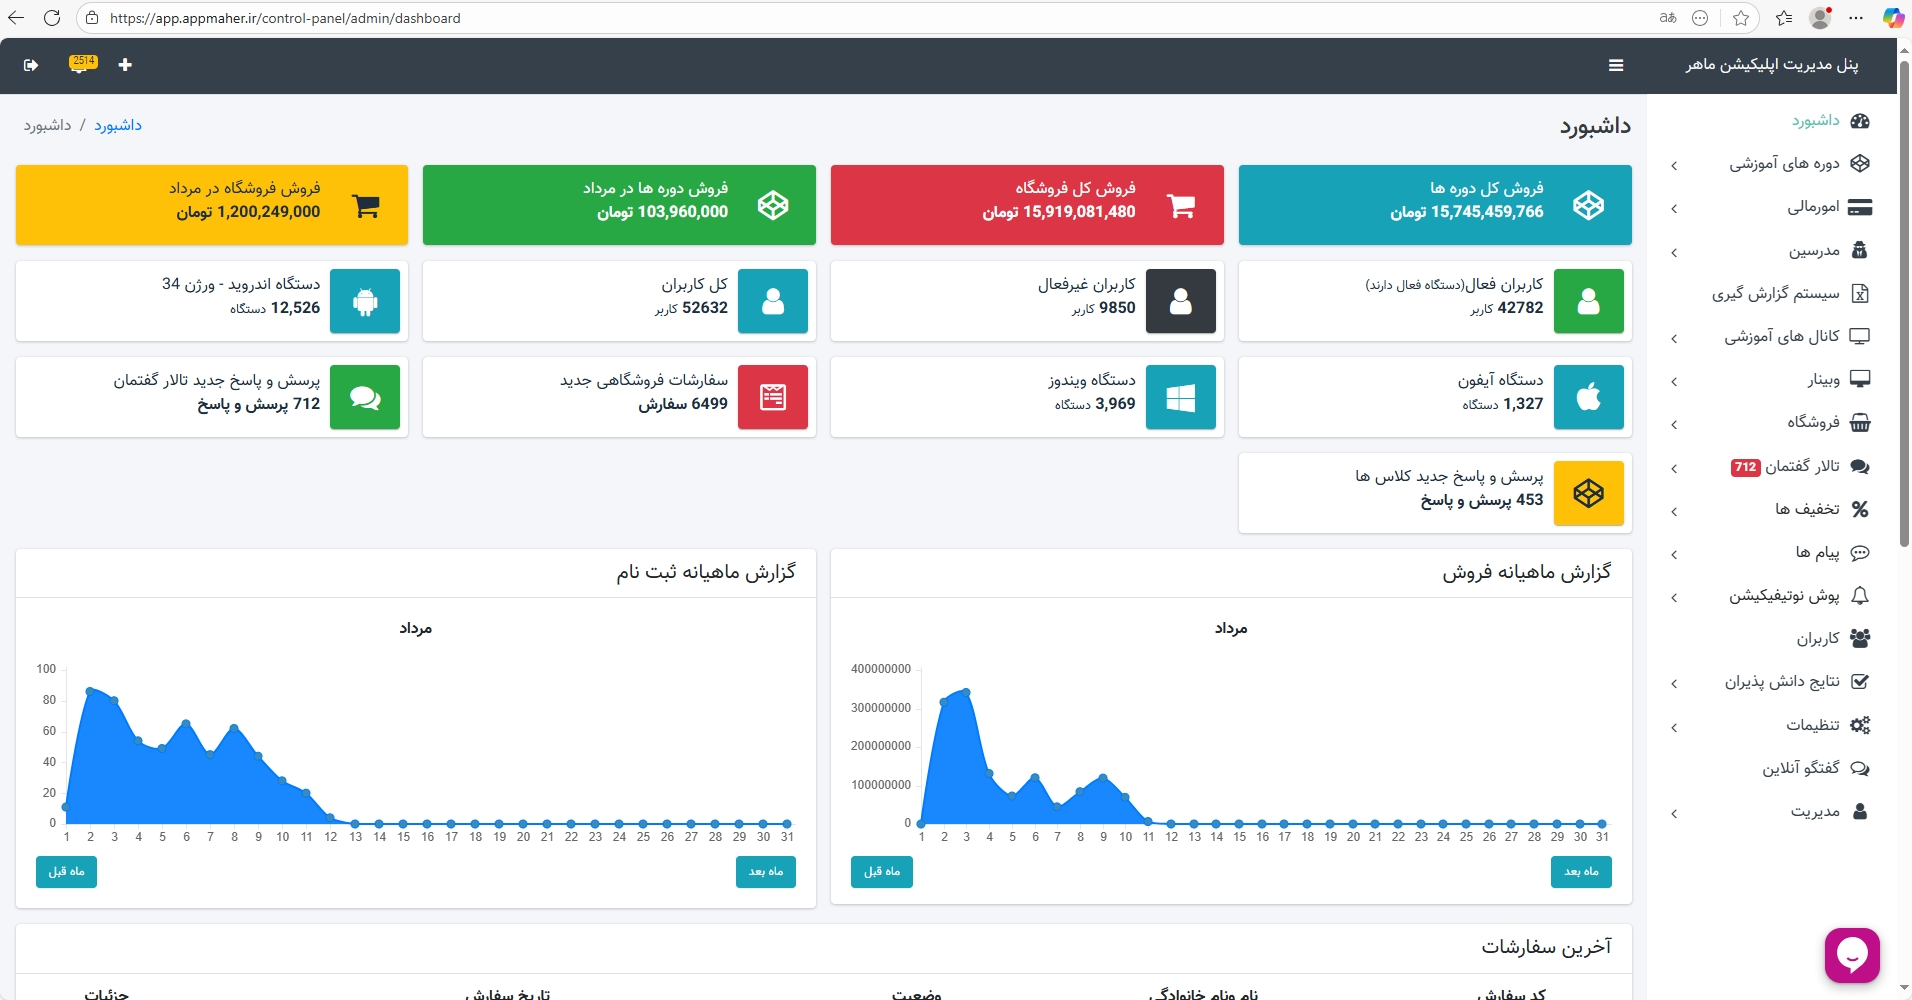 https://app.appmaher.ir/control-panel/admin/dashboard
پنل مدیریت اپلیکیشن ماهر
2514
داشبورد
دوره های آموزشی
امورمالی
مدرسین
سیستم گزارش گیری
کانال های آموزشی
وبینار
فروشگاه
تالار گفتمان 712
تخفیف ها
پیام ها
پوش نوتیفیکیشن
کاربران
نتایج دانش پذیران
تنظیمات
گفتگو آنلاین
مدیریت
داشبورد
داشبورد / داشبورد
فروش کل دوره ها
15,745,459,766 تومان
فروش کل فروشگاه
15,919,081,480 تومان
فروش دوره ها در مرداد
103,960,000 تومان
فروش فروشگاه در مرداد
1,200,249,000 تومان
کاربران فعال(دستگاه فعال دارند)
42782 کاربر
کاربران غیرفعال
9850 کاربر
کل کاربران
52632 کاربر
دستگاه اندروید - ورژن 34
12,526 دستگاه
دستگاه آیفون
1,327 دستگاه
دستگاه ویندوز
3,969 دستگاه
سفارشات فروشگاهی جدید
6499 سفارش
پرسش و پاسخ جدید تالار گفتمان
712 پرسش و پاسخ
پرسش و پاسخ جدید کلاس ها
453 پرسش و پاسخ
گزارش ماهیانه فروش
مرداد
400000000
300000000
200000000
100000000
0
1 2 3 4 5 6 7 8 9 10 11 12 13 14 15 16 17 18 19 20 21 22 23 24 25 26 27 28 29 30 31
ماه بعد
ماه قبل
گزارش ماهیانه ثبت نام
مرداد
100
80
60
40
20
0
1 2 3 4 5 6 7 8 9 10 11 12 13 14 15 16 17 18 19 20 21 22 23 24 25 26 27 28 29 30 31
ماه بعد
ماه قبل
آخرین سفارشات
کد سفارش نام ونام خانوادگی وضعیت تاریخ سفارش جزئیات